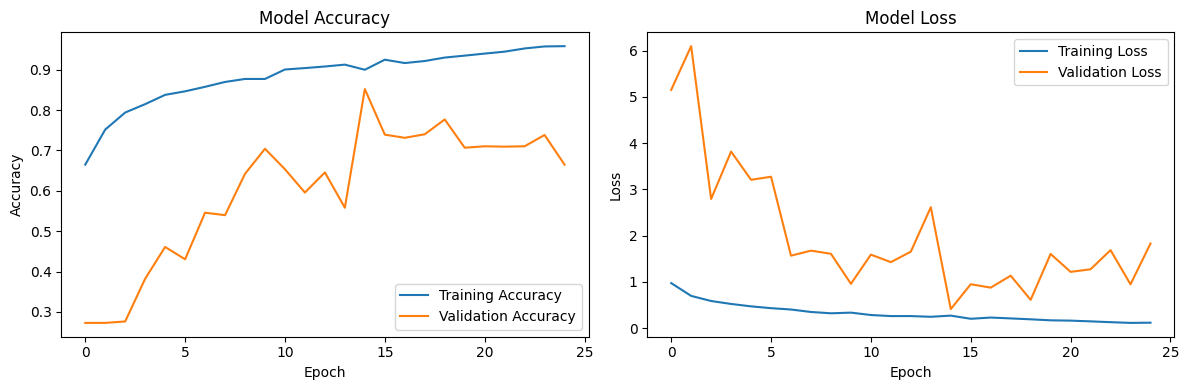 Model Accuracy
Accuracy
0.9
0.8
0.7
0.6
0.5
0.4
0.3
Training Accuracy
Validation Accuracy
0 5 10 15 20 25
Epoch
Model Loss
Loss
6
5
4
3
2
1
0
Training Loss
Validation Loss
0 5 10 15 20 25
Epoch